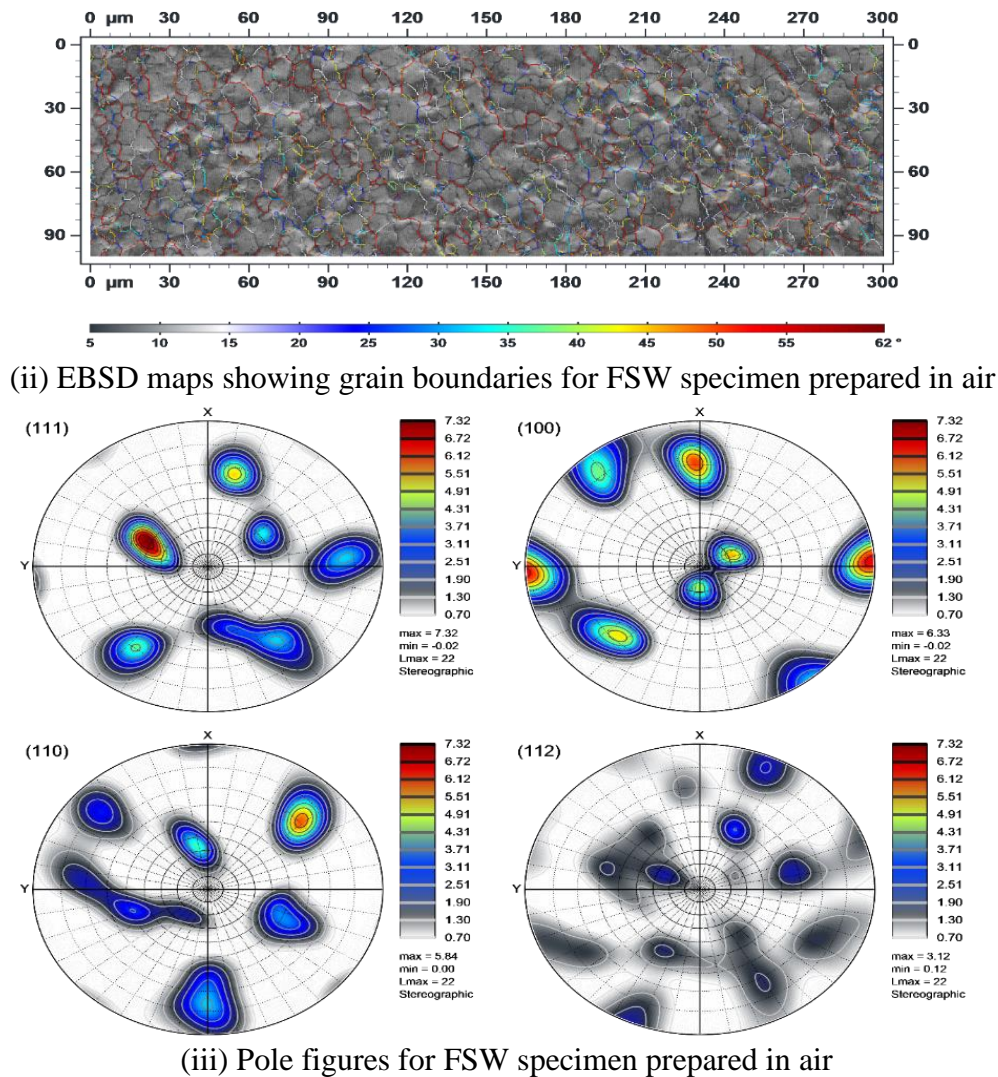 0 µm 30 60 90 120 150 180 210 240 270 300
0 0
30 30
60 60
90 90
0 µm 30 60 90 120 150 180 210 240 270 300
5 10 15 20 25 30 35 40 45 50 55 62 °
(ii) EBSD maps showing grain boundaries for FSW specimen prepared in air
(111)
X
Y
7.32
6.72
6.12
5.51
4.91
4.31
3.71
3.11
2.51
1.90
1.30
0.70
max = 7.32
min = -0.02
Lmax = 22
Stereographic
(100)
X
Y
7.32
6.72
6.12
5.51
4.91
4.31
3.71
3.11
2.51
1.90
1.30
0.70
max = 6.33
min = -0.02
Lmax = 22
Stereographic
(110)
X
Y
7.32
6.72
6.12
5.51
4.91
4.31
3.71
3.11
2.51
1.90
1.30
0.70
max = 5.84
min = 0.00
Lmax = 22
Stereographic
(112)
X
Y
7.32
6.72
6.12
5.51
4.91
4.31
3.71
3.11
2.51
1.90
1.30
0.70
max = 3.12
min = 0.12
Lmax = 22
Stereographic
(iii) Pole figures for FSW specimen prepared in air